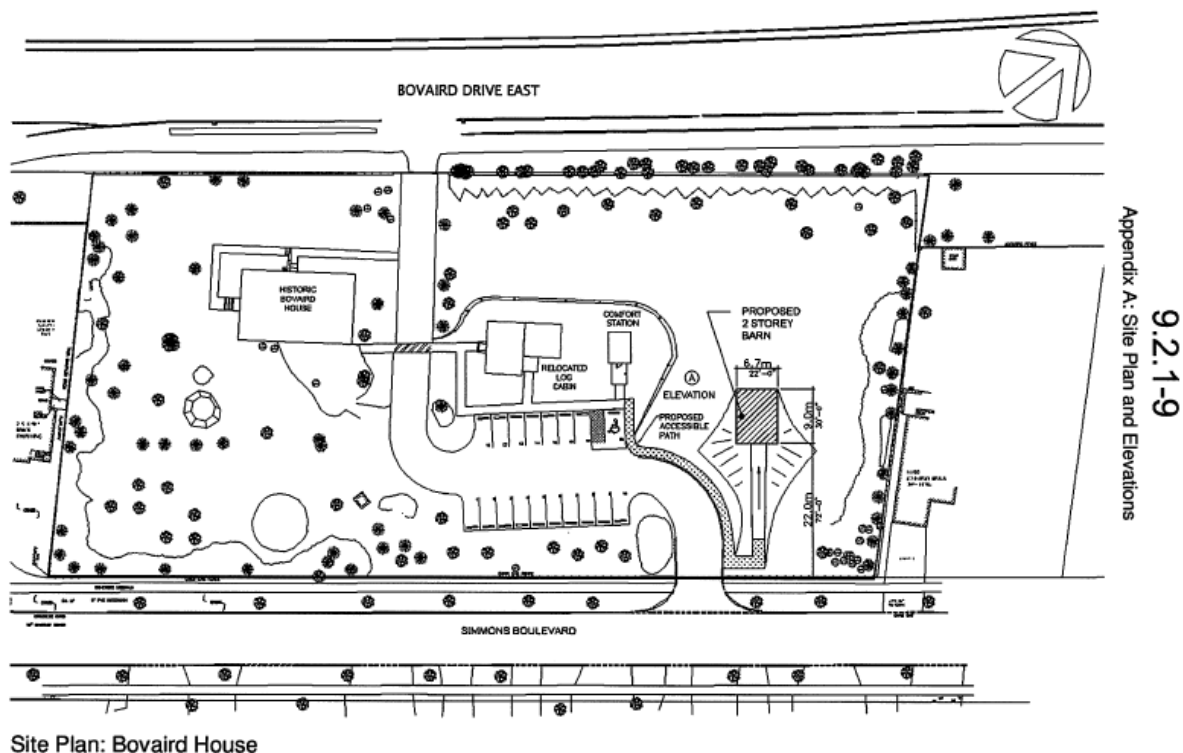 BOVAIRD DRIVE EAST
HISTORIC
BOVAIRD
HOUSE
COMFORT
STATION
PROPOSED
2 STOREY
BARN
6.7m
22'-0"
RELOCATED
LOG
CABIN
A
ELEVATION
PROPOSED
ACCESSIBLE
PATH
9.0m
30'-0"
22.0m
72'-0"
SIMMONS BOULEVARD
Site Plan: Bovaird House
9.2.1-9
Appendix A: Site Plan and Elevations